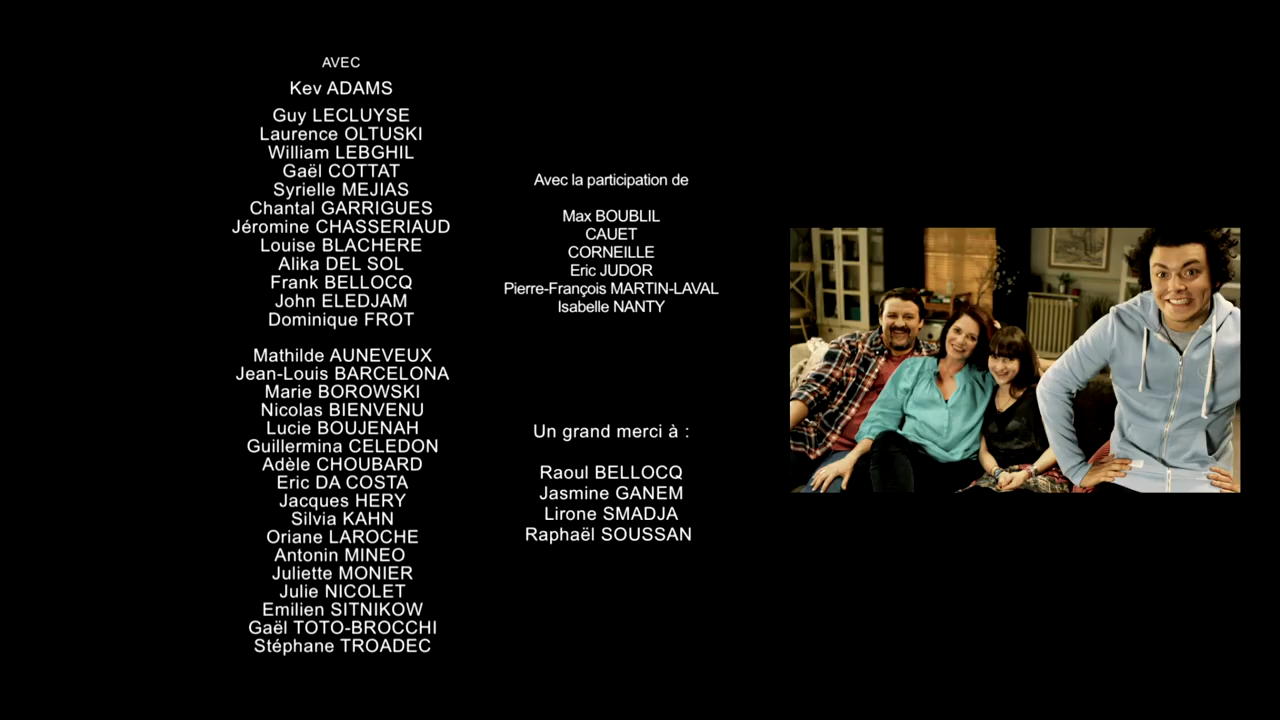 AVEC
Kev ADAMS
Guy LECLUYSE
Laurence OLTUSKI
William LEBGHIL
Gaël COTTAT
Syrielle MEJIAS
Chantal GARRIGUES
Jéromine CHASSERIAUD
Louise BLACHERE
Alika DEL SOL
Frank BELLOCQ
John ELEDJAM
Dominique FROT
Mathilde AUNEVEUX
Jean-Louis BARCELONA
Marie BOROWSKI
Nicolas BIENVENU
Lucie BOUJENAH
Guillermina CELEDON
Adèle CHOUBARD
Eric DA COSTA
Jacques HERY
Silvia KAHN
Oriane LAROCHE
Antonin MINEO
Juliette MONIER
Julie NICOLET
Emilien SITNIKOW
Gaël TOTO-BROCCHI
Stéphane TROADEC
Avec la participation de
Max BOUBLIL
CAUET
CORNEILLE
Eric JUDOR
Pierre-François MARTIN-LAVAL
Isabelle NANTY
Un grand merci à :
Raoul BELLOCQ
Jasmine GANEM
Lirone SMADJA
Raphaël SOUSSAN